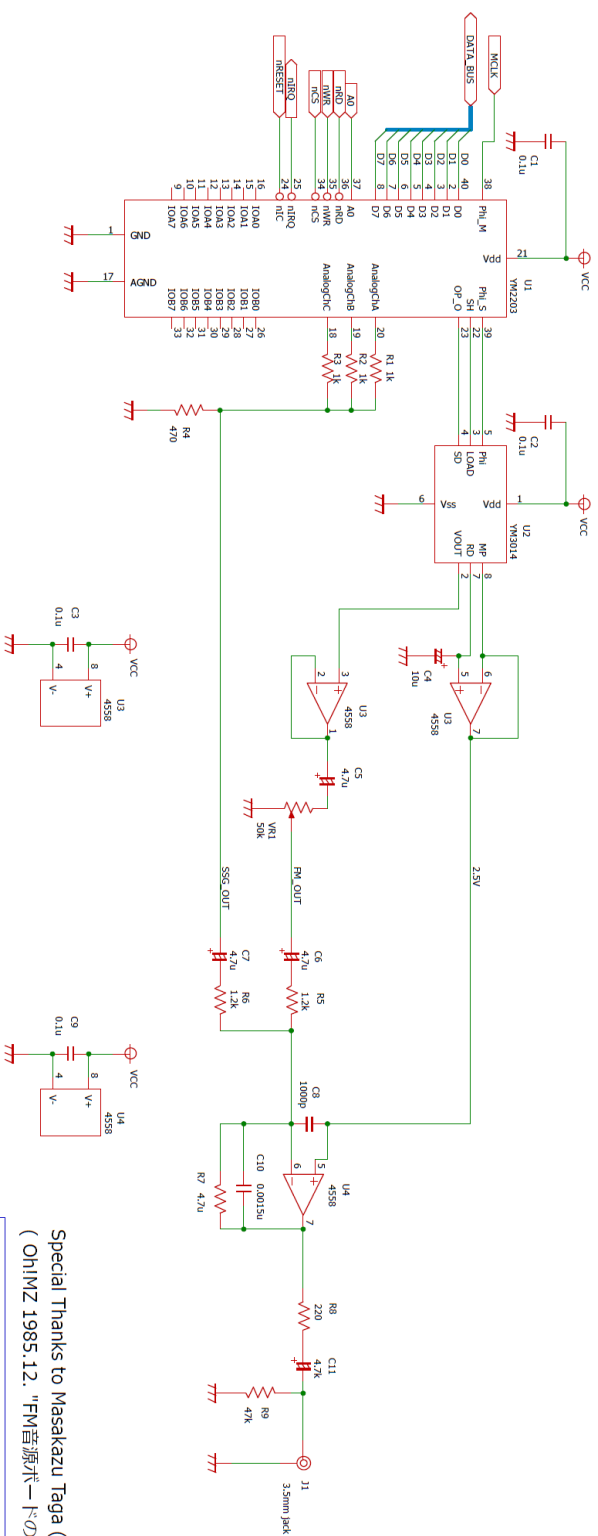 MCLK
DATA_BUS
D0
D1
D2
D3
D4
D5
D6
D7
A0
nRD
nWR
nCS
nIRQ
nRESET
C1
0.1u
VCC
U1
YM2203
38 Phi_M
40 D0
2 D1
3 D2
4 D3
5 D4
6 D5
7 D6
8 D7
37 A0
36 nRD
35 nWR
34 nCS
25 nIRQ
24 nIC
16 IOA0
15 IOA1
14 IOA2
13 IOA3
12 IOA4
11 IOA5
10 IOA6
9 IOA7
21
Vdd
GND
1
AGND
17
Phi_S 39
SH 22
OP_O 23
AnalogChA 20
AnalogChB 19
AnalogChC 18
IOB0 26
IOB1 27
IOB2 28
IOB3 29
IOB4 30
IOB5 31
IOB6 32
IOB7 33
R1 1k
R2 1k
R3 1k
R4
470
C2
0.1u
VCC
U2
YM3014
5 Phi
3 LOAD
4 SD
1
Vdd
Vss
6
MP 8
RD 7
VOUT 2
C4
10u
U3
4558
6
5
7
U3
4558
3
2
1
C5
4.7u
VR1
50k
2.5V
FM_OUT
SSG_OUT
C6
4.7u
R5
1.2k
C7
4.7u
R6
1.2k
C8
1000p
U4
4558
5
6
7
C10 0.0015u
R7 4.7u
R8
220
C11
4.7k
R9
47k
J1
3.5mm jack
VCC
C3
0.1u
8
V+
4
V-
U3
4558
VCC
C9
0.1u
8
V+
4
V-
U4
4558
Special Thanks to Masakazu Taga (
( Oh!MZ 1985.12. "FM音源ボードの